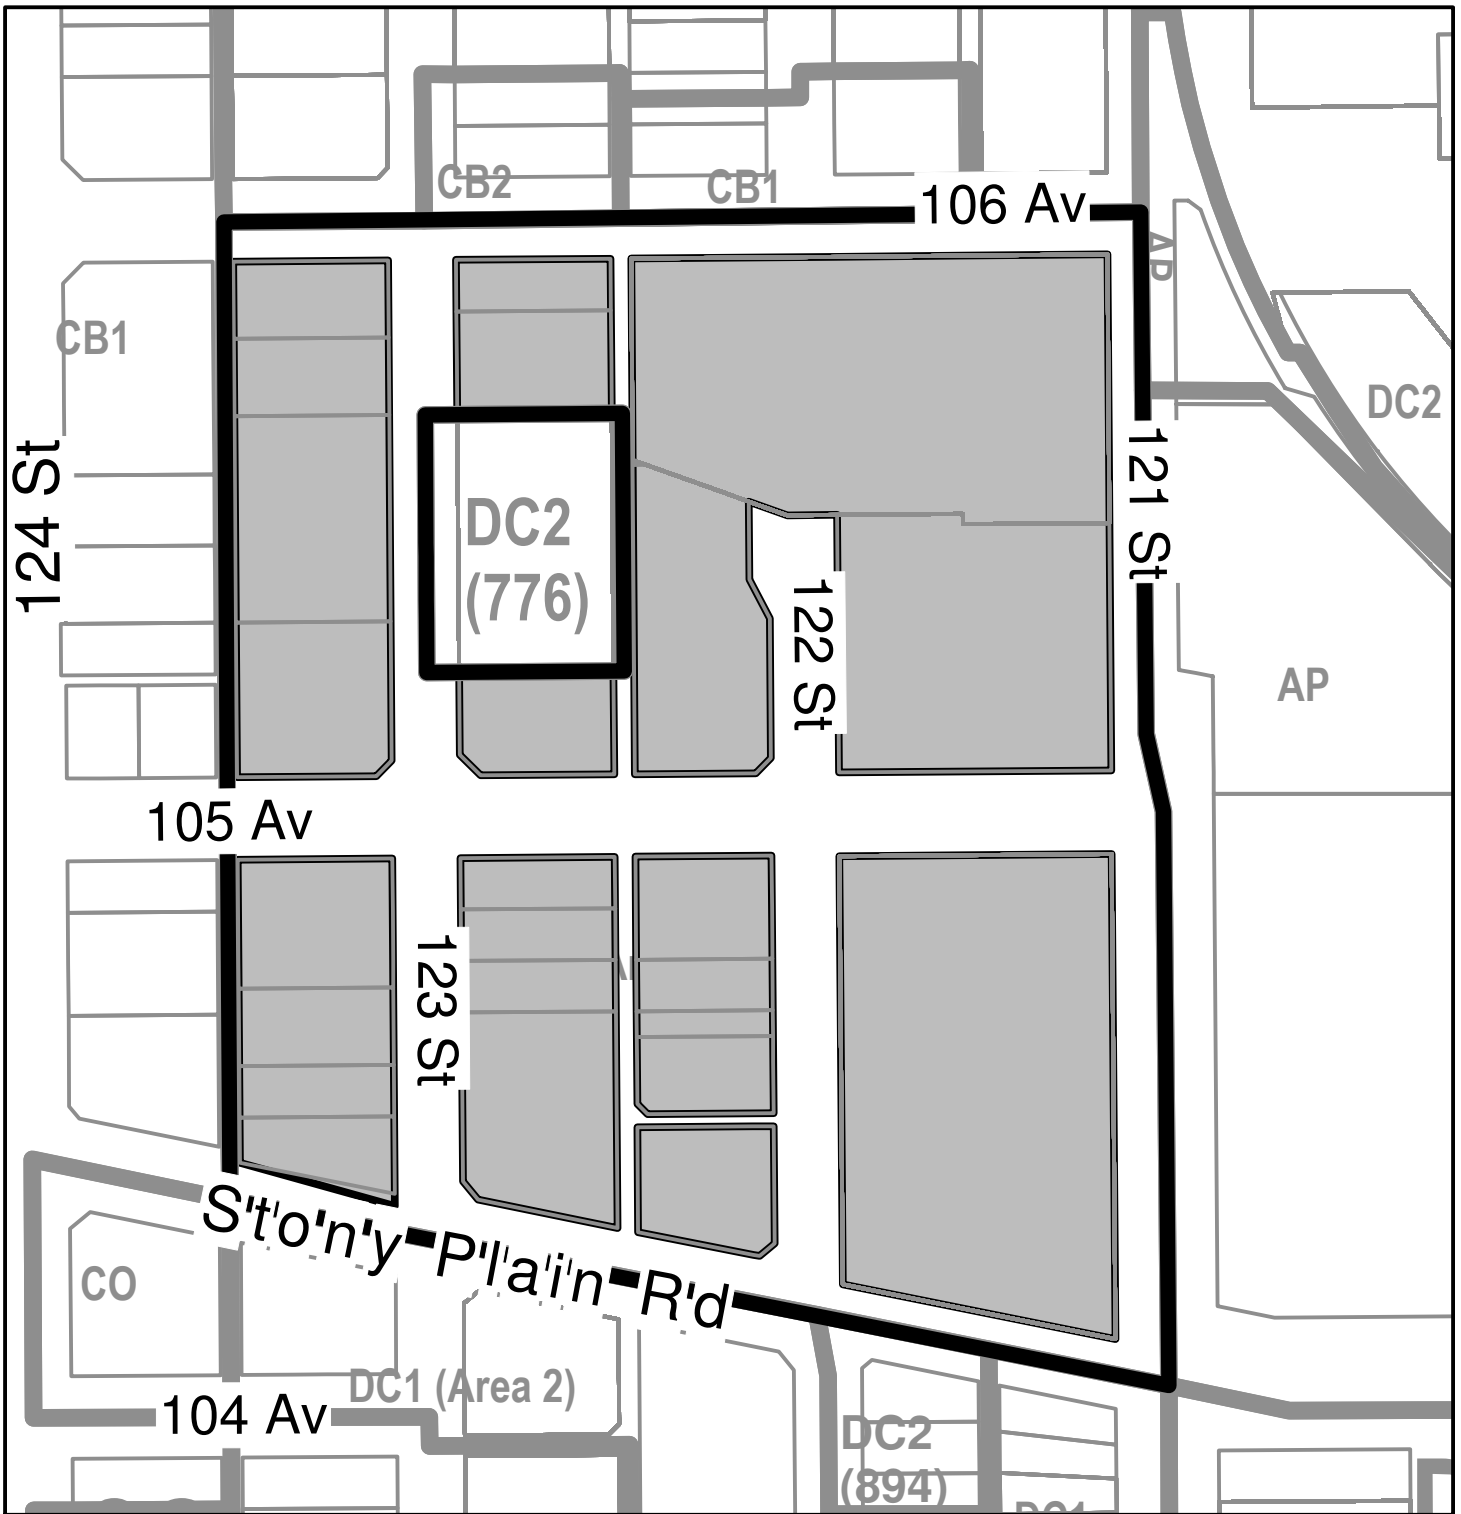 CB2
CB1
106 Av
AP
CB1
DC2
124 St
121 St
DC2
(776)
122 St
AP
105 Av
123 St
Stony Plain Rd
CO
DC1 (Area 2)
104 Av
DC2
(894)
DC1